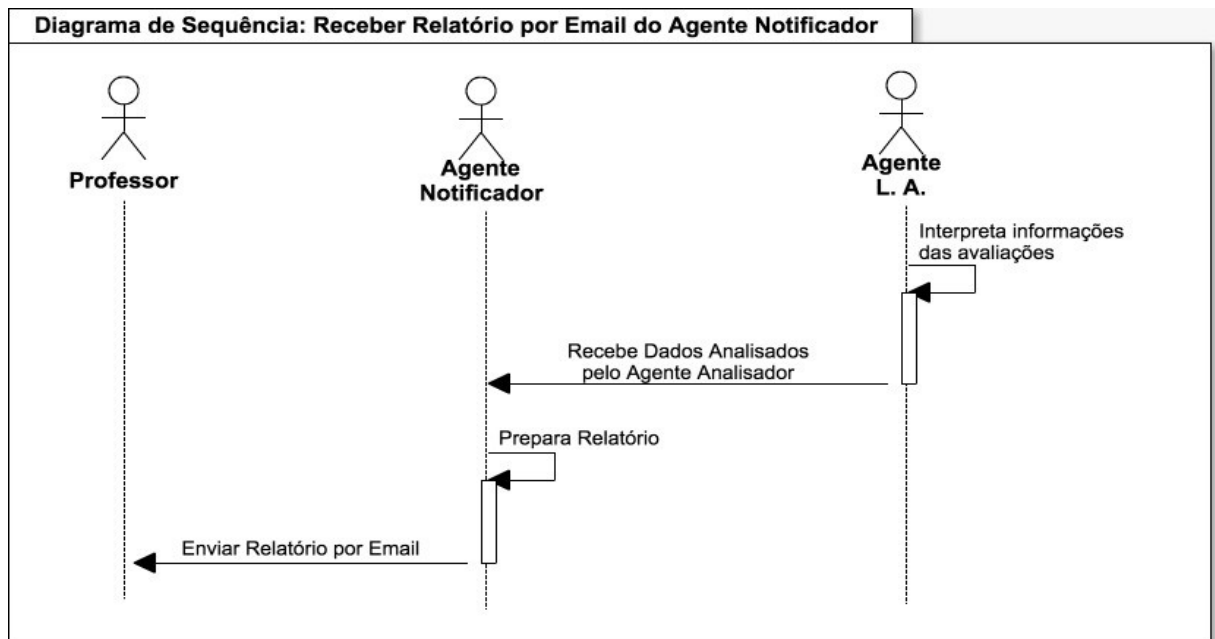 Diagrama de Sequência: Receber Relatório por Email do Agente Notificador
Professor
Agente
Notificador
Agente
L. A.
Interpreta informações
das avaliações
Recebe Dados Analisados
pelo Agente Analisador
Prepara Relatório
Enviar Relatório por Email